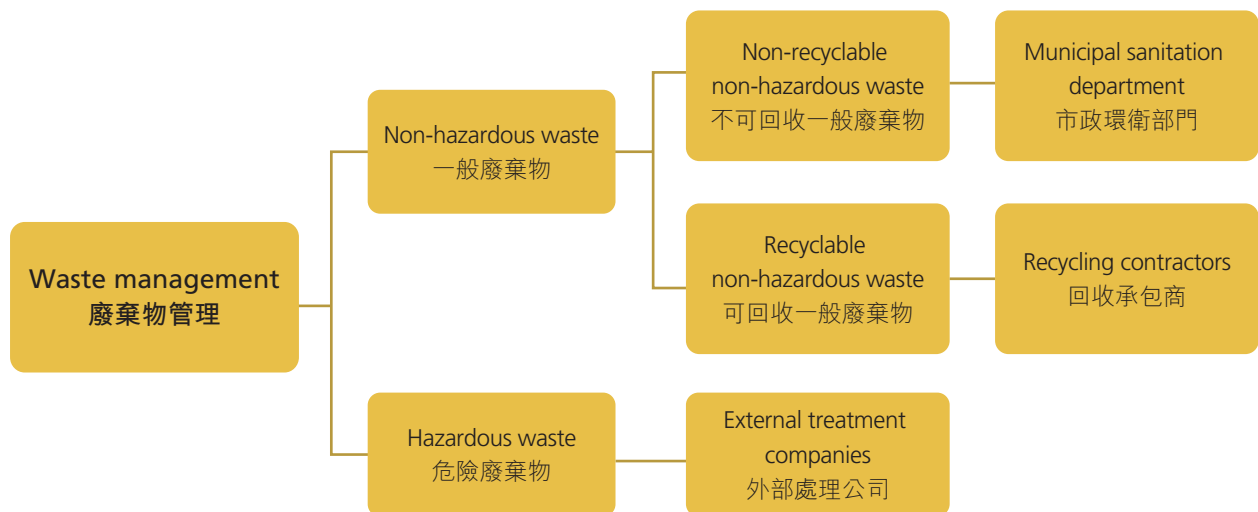 Waste management
廢棄物管理
Non-hazardous waste
一般廢棄物
Non-recyclable
non-hazardous waste
不可回收一般廢棄物
Municipal sanitation
department
市政環衛部門
Recyclable
non-hazardous waste
可回收一般廢棄物
Recycling contractors
回收承包商
Hazardous waste
危險廢棄物
External treatment
companies
外部處理公司